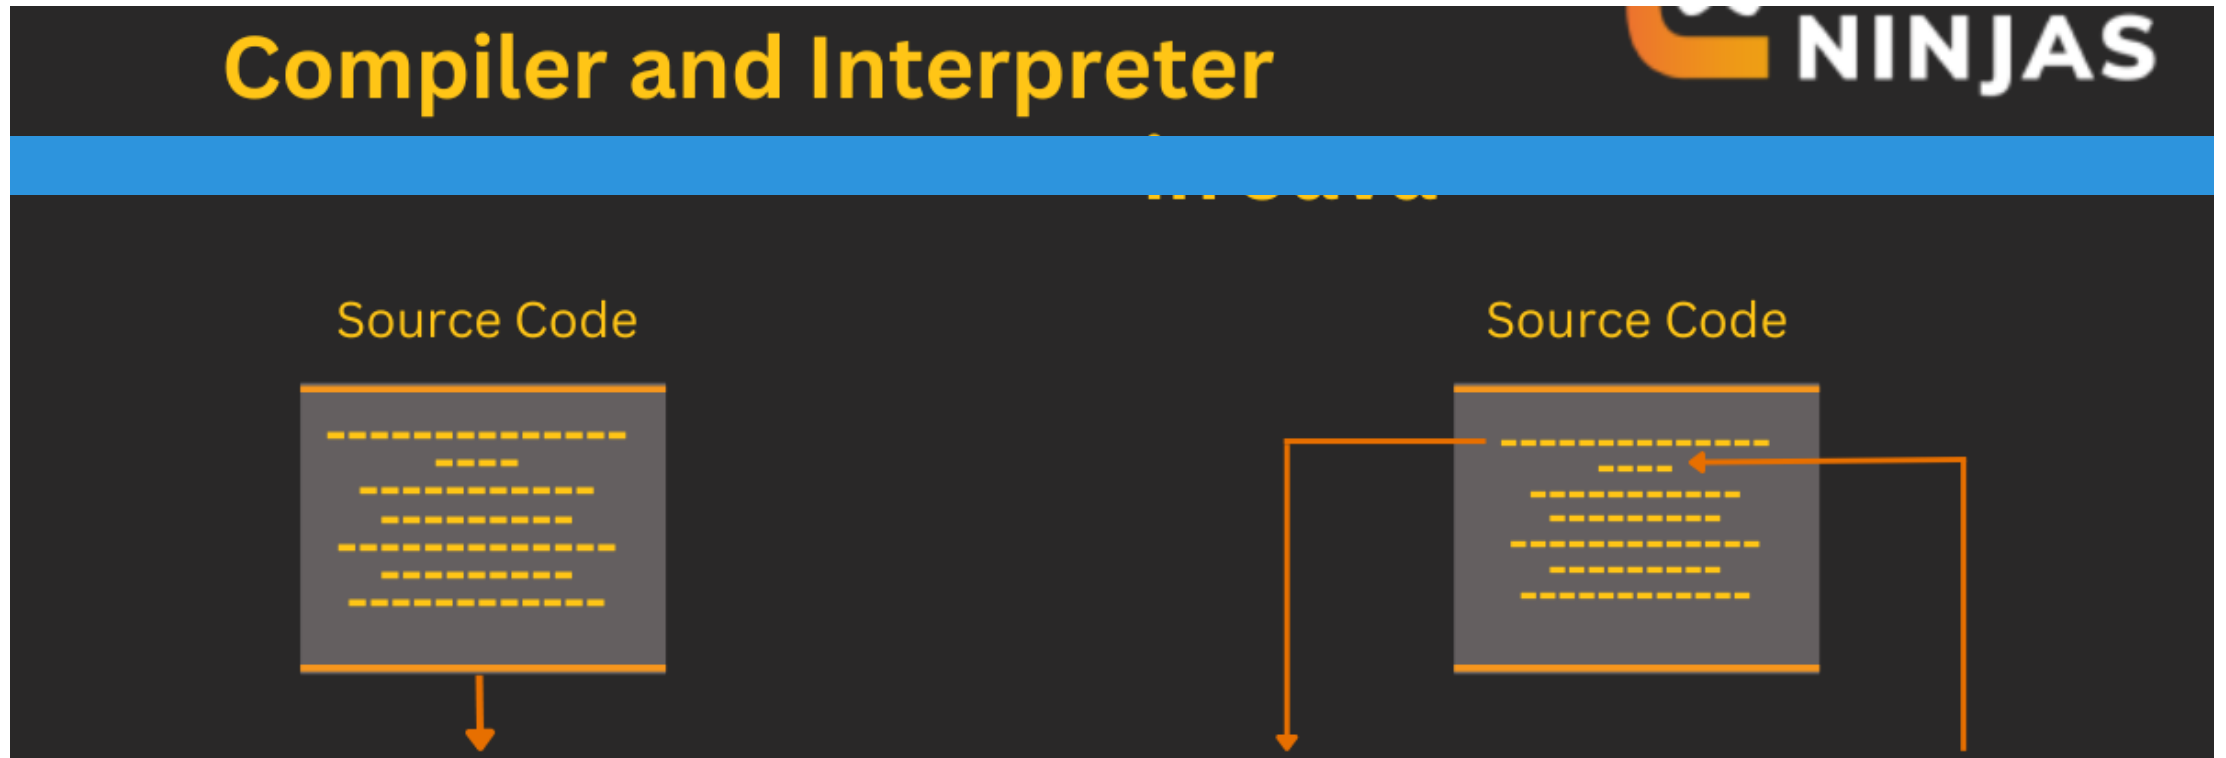 Compiler and Interpreter
NINJAS
Source Code
Source Code